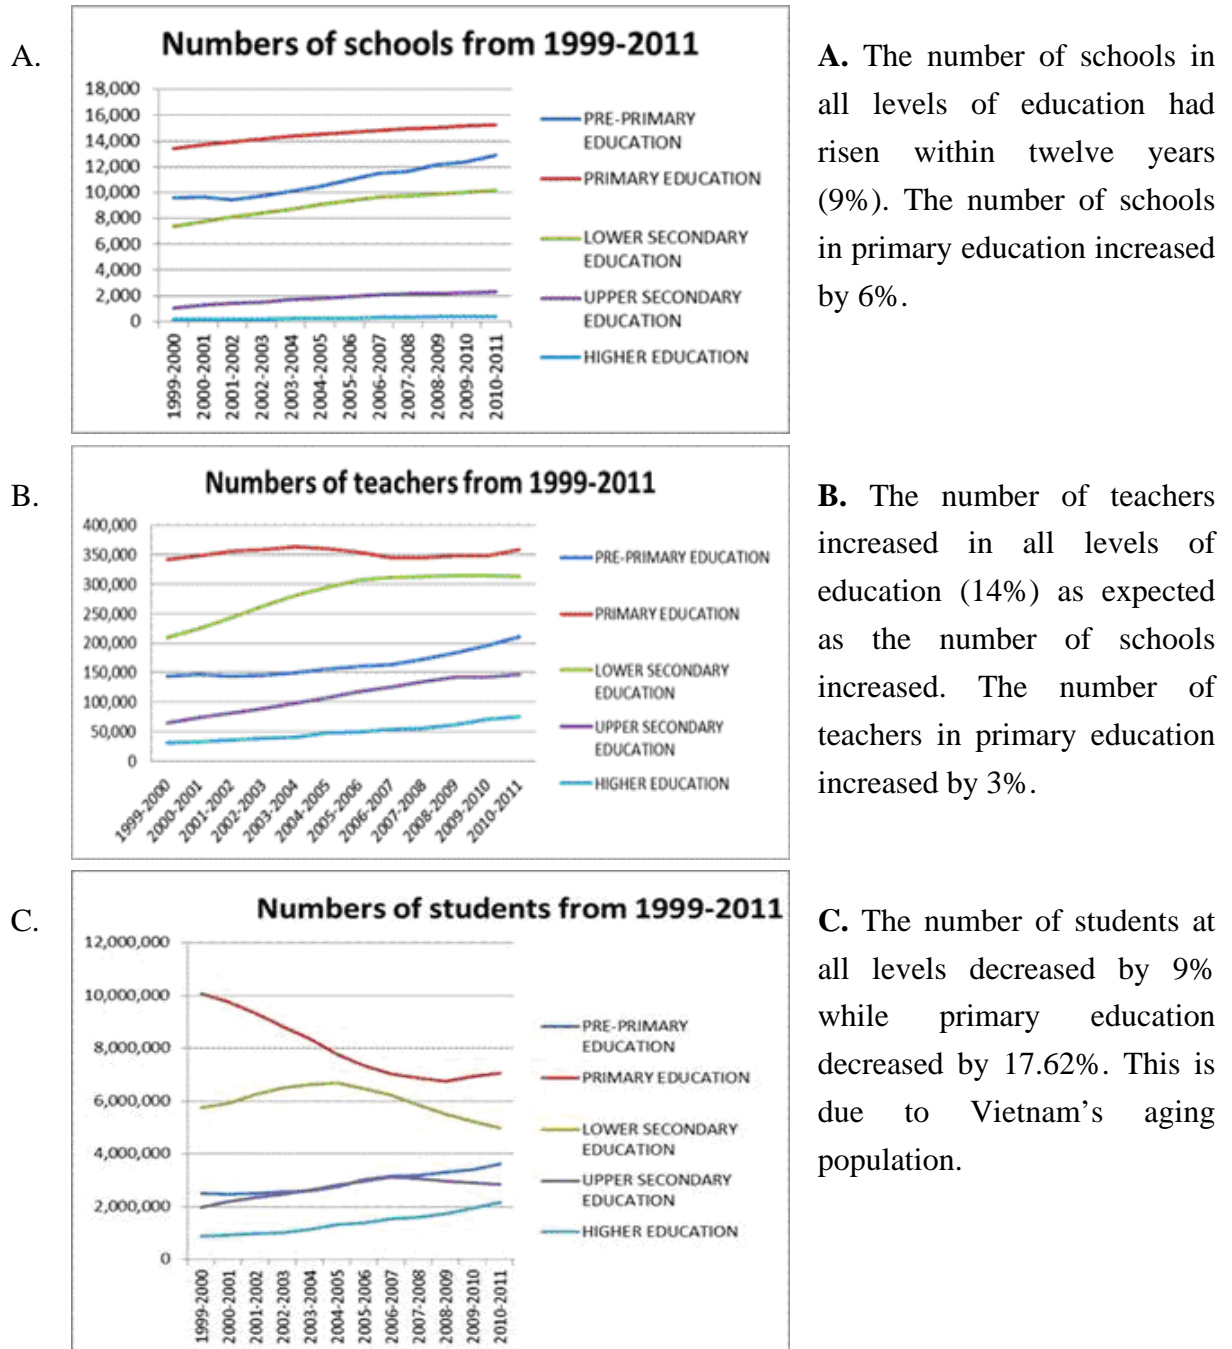 A.
Numbers of schools from 1999-2011
18,000
16,000
14,000
12,000
10,000
8,000
6,000
4,000
2,000
0
1999-2000
2000-2001
2001-2002
2002-2003
2003-2004
2004-2005
2005-2006
2006-2007
2007-2008
2008-2009
2009-2010
2010-2011
PRE-PRIMARY
EDUCATION
PRIMARY EDUCATION
LOWER SECONDARY
EDUCATION
UPPER SECONDARY
EDUCATION
HIGHER EDUCATION
A. The number of schools in
all levels of education had
risen within twelve years
(9%). The number of schools
in primary education increased
by 6%.
B.
Numbers of teachers from 1999-2011
400,000
350,000
300,000
250,000
200,000
150,000
100,000
50,000
0
1999-2000
2000-2001
2001-2002
2002-2003
2003-2004
2004-2005
2005-2006
2006-2007
2007-2008
2008-2009
2009-2010
2010-2011
PRE-PRIMARY EDUCATION
PRIMARY EDUCATION
LOWER SECONDARY
EDUCATION
UPPER SECONDARY
EDUCATION
HIGHER EDUCATION
B. The number of teachers
increased in all levels of
education (14%) as expected
as the number of schools
increased. The number of
teachers in primary education
increased by 3%.
C.
Numbers of students from 1999-2011
12,000,000
10,000,000
8,000,000
6,000,000
4,000,000
2,000,000
0
1999-2000
2000-2001
2001-2002
2002-2003
2003-2004
2004-2005
2005-2006
2006-2007
2007-2008
2008-2009
2009-2010
2010-2011
PRE-PRIMARY
EDUCATION
PRIMARY EDUCATION
LOWER SECONDARY
EDUCATION
UPPER SECONDARY
EDUCATION
HIGHER EDUCATION
C. The number of students at
all levels decreased by 9%
while primary education
decreased by 17.62%. This is
due to Vietnam’s aging
population.